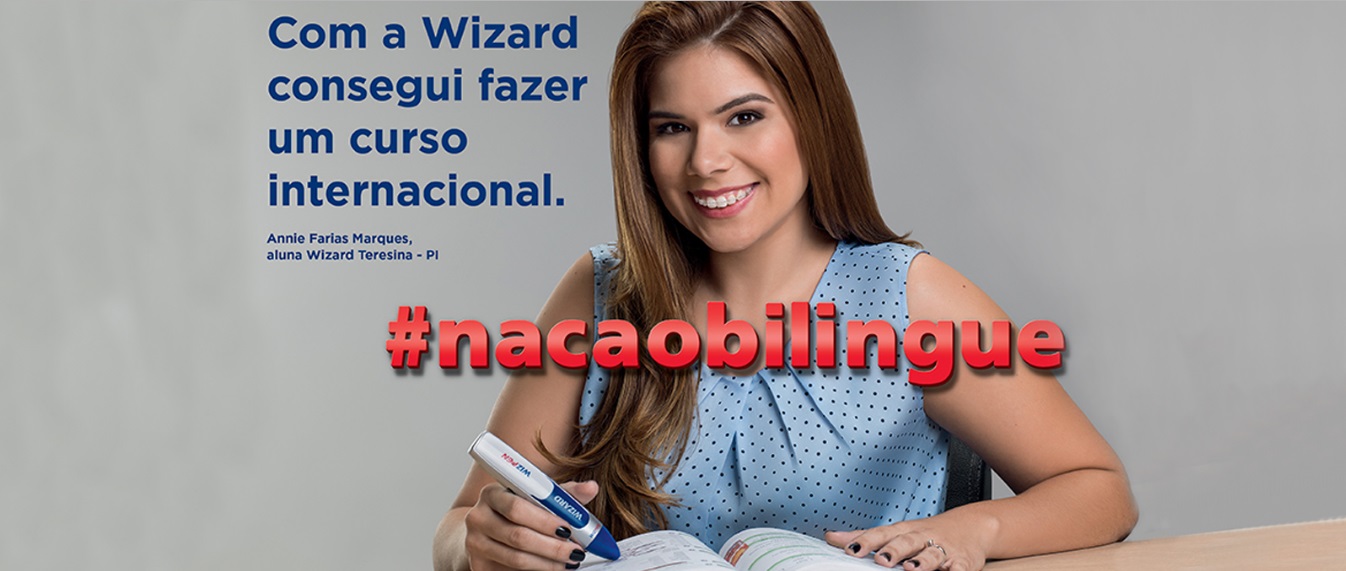 Com a Wizard
consegui fazer
um curso
internacional.
Annie Farias Marques,
aluna Wizard Teresina - PI
#nacaobilingue
WIZPEN
WIZARD